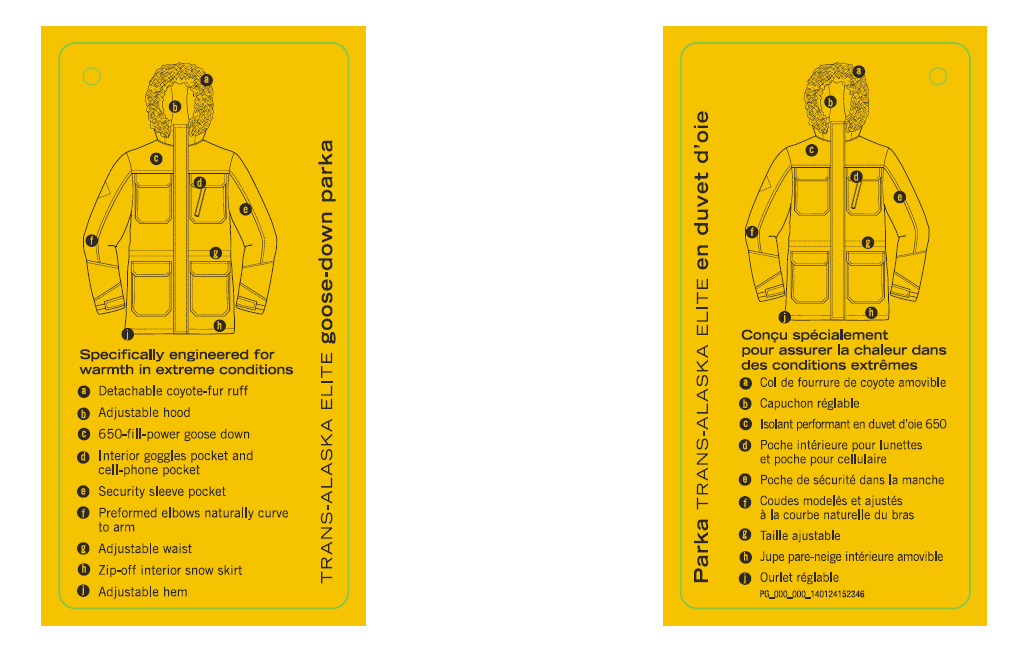 a
b
c
d
e
f
g
h
j
TRANS-ALASKA ELITE goose-down parka
Specifically engineered for
warmth in extreme conditions
a Detachable coyote-fur ruff
b Adjustable hood
c 650-fill-power goose down
d Interior goggles pocket and
cell-phone pocket
e Security sleeve pocket
f Preformed elbows naturally curve
to arm
g Adjustable waist
h Zip-off interior snow skirt
j Adjustable hem
Parka TRANS-ALASKA ELITE en duvet d'oie
a
b
c
d
e
f
g
h
j
Conçu spécialement
pour assurer la chaleur dans
des conditions extrêmes
a Col de fourrure de coyote amovible
b Capuchon réglable
c Isolant performant en duvet d'oie 650
d Poche intérieure pour lunettes
et poche pour cellulaire
e Poche de sécurité dans la manche
f Coudes modelés et ajustés
à la courbe naturelle du bras
g Taille ajustable
h Jupe pare-neige intérieure amovible
j Ourlet réglable
PG_000_000_140124152346